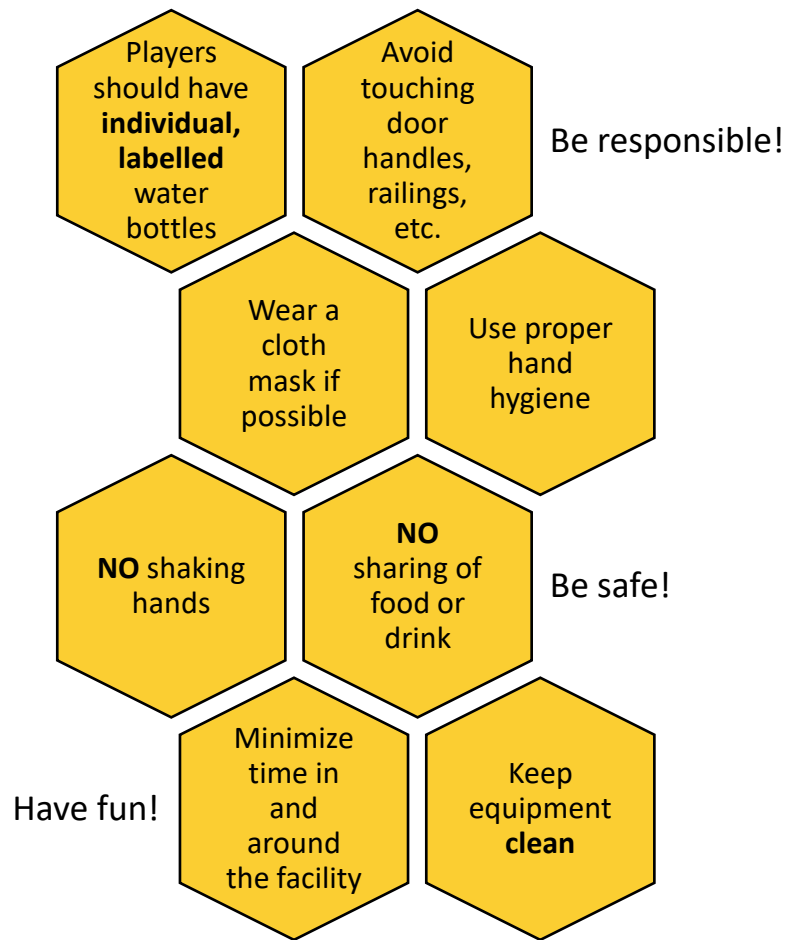 Players
should have
individual,
labelled
water
bottles
Avoid
touching
door
handles,
railings,
etc.
Be responsible!
Wear a
cloth
mask if
possible
Use proper
hand
hygiene
NO shaking
hands
NO
sharing of
food or
drink
Be safe!
Have fun!
Minimize
time in
and
around
the facility
Keep
equipment
clean